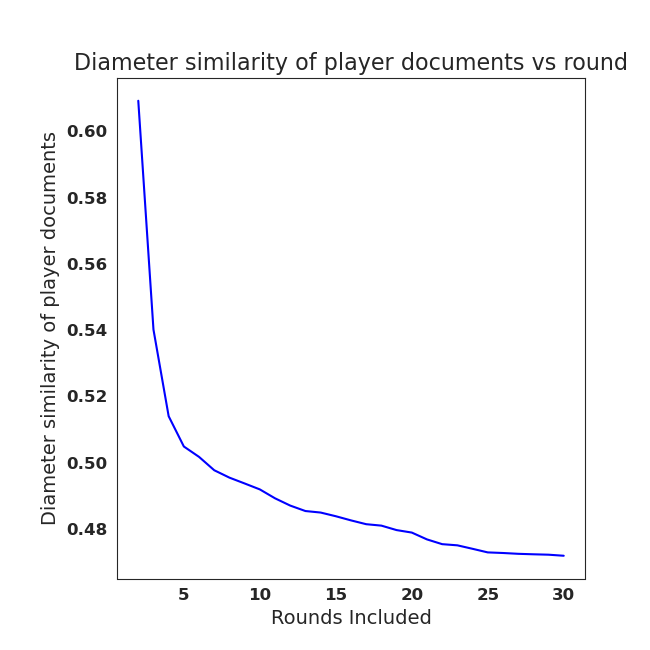 Diameter similarity of player documents vs round
Diameter similarity of player documents
0.60
0.58
0.56
0.54
0.52
0.50
0.48
5 10 15 20 25 30
Rounds Included